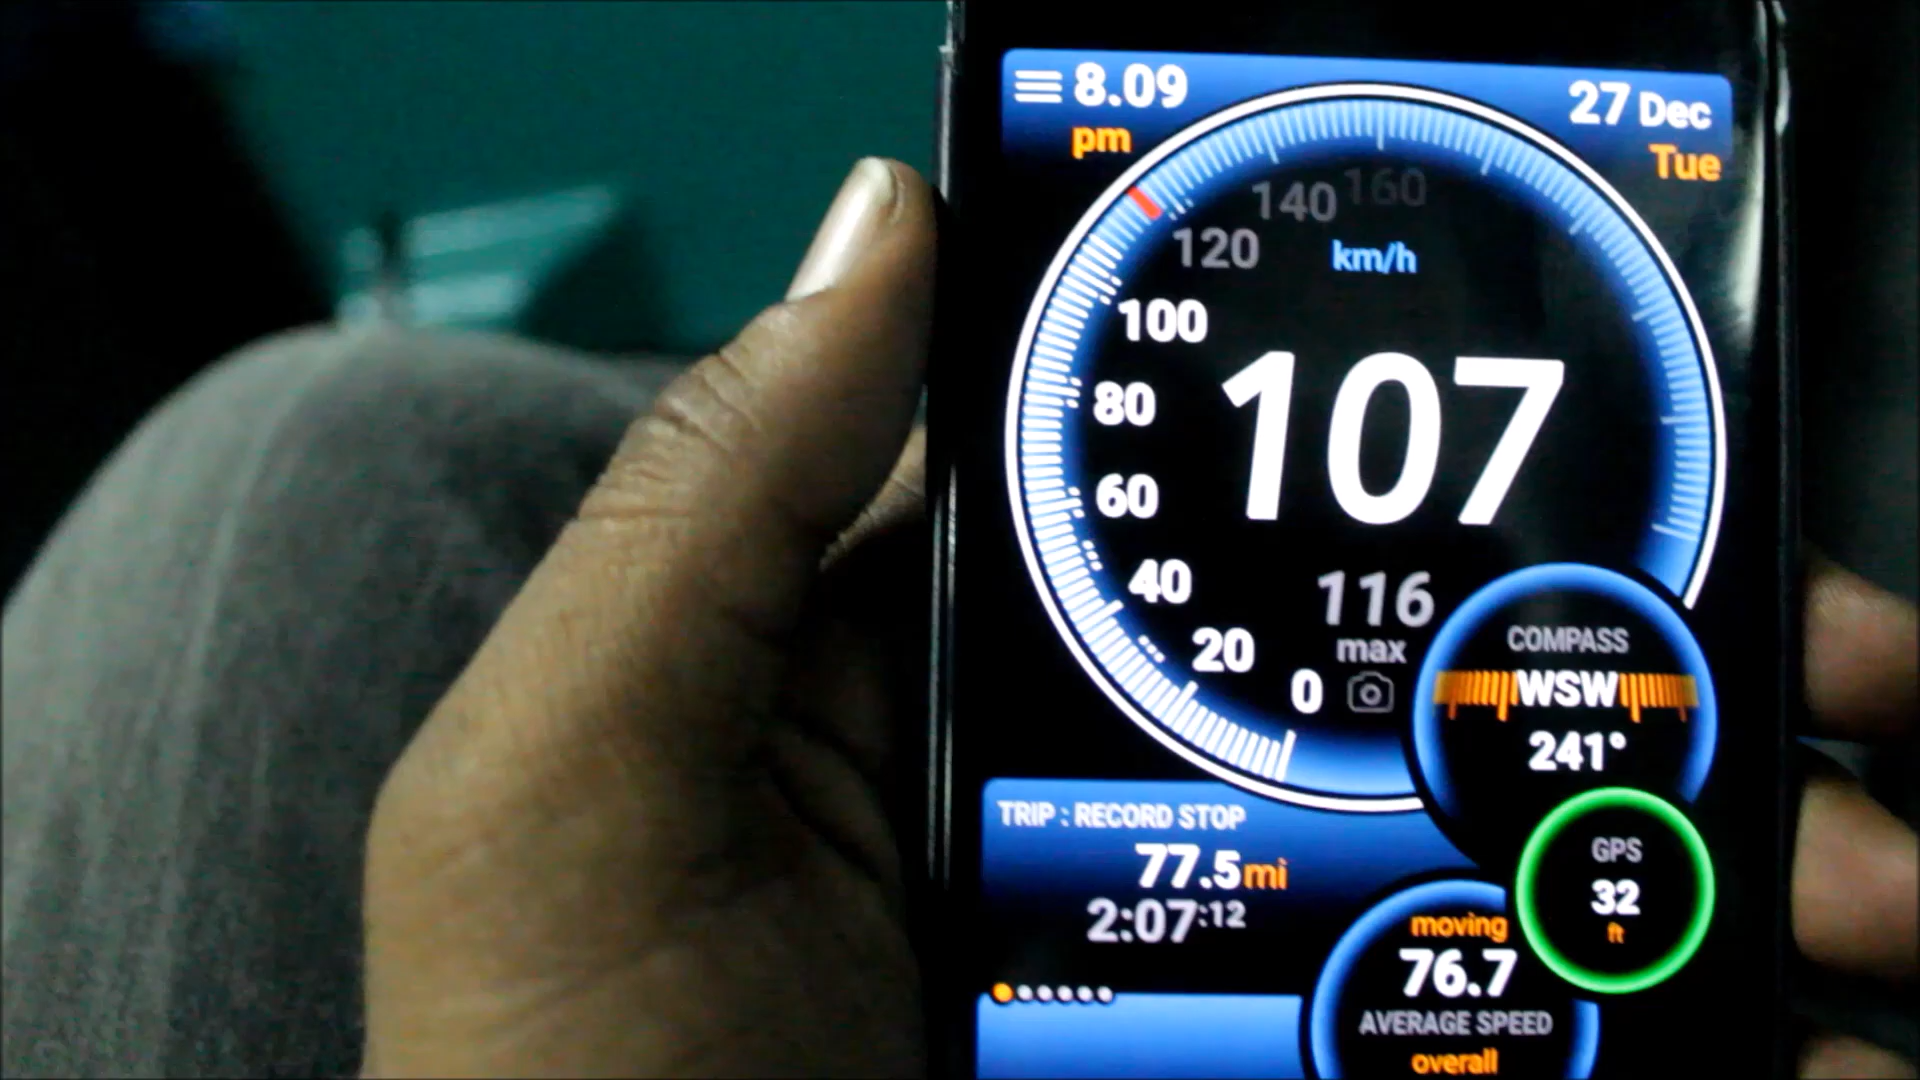 8.09
pm
27 Dec
Tue
160
140
120
km/h
100
107
80
60
40
116
max
20
0
COMPASS
WSW
241°
TRIP : RECORD STOP
77.5mi
2:07:12
GPS
32
ft
moving
76.7
AVERAGE SPEED
overall